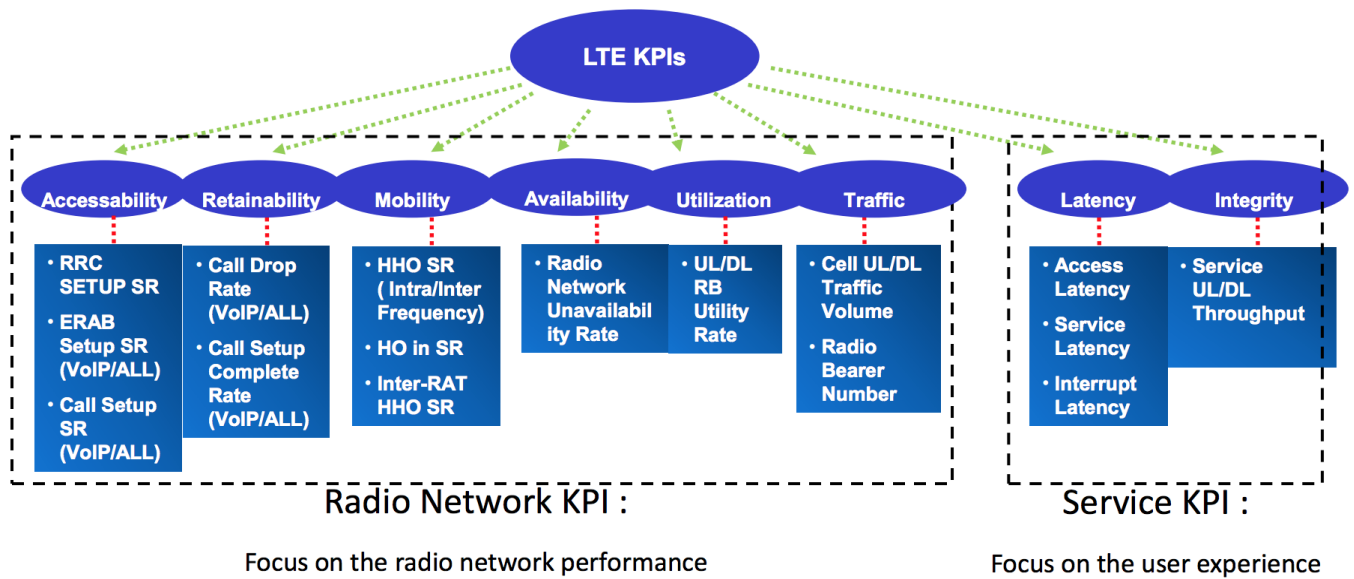 LTE KPIs
Accessability
Retainability
Mobility
Availability
Utilization
Traffic
Latency
Integrity
• RRC
SETUP SR
• ERAB
Setup SR
(VoIP/ALL)
• Call Setup
SR
(VoIP/ALL)
• Call Drop
Rate
(VoIP/ALL)
• Call Setup
Complete
Rate
(VoIP/ALL)
• HHO SR
( Intra/Inter
Frequency)
• HO in SR
• Inter-RAT
HHO SR
• Radio
Network
Unavailabil
ity Rate
• UL/DL
RB
Utility
Rate
• Cell UL/DL
Traffic
Volume
• Radio
Bearer
Number
• Access
Latency
• Service
Latency
• Interrupt
Latency
• Service
UL/DL
Throughput
Radio Network KPI :
Focus on the radio network performance
Service KPI :
Focus on the user experience